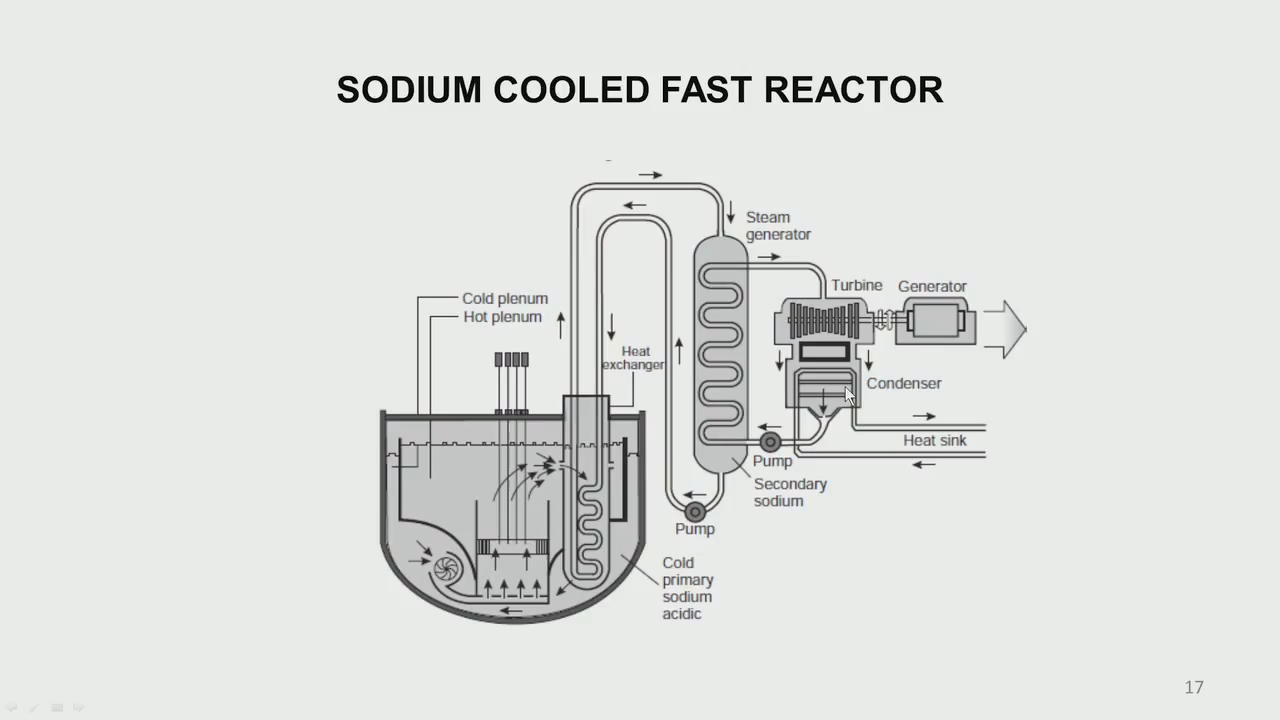 SODIUM COOLED FAST REACTOR
Steam
generator
Turbine
Generator
Cold plenum
Hot plenum
Heat
exchanger
Condenser
Heat sink
Pump
Secondary
sodium
Pump
Cold
primary
sodium
acidic
17